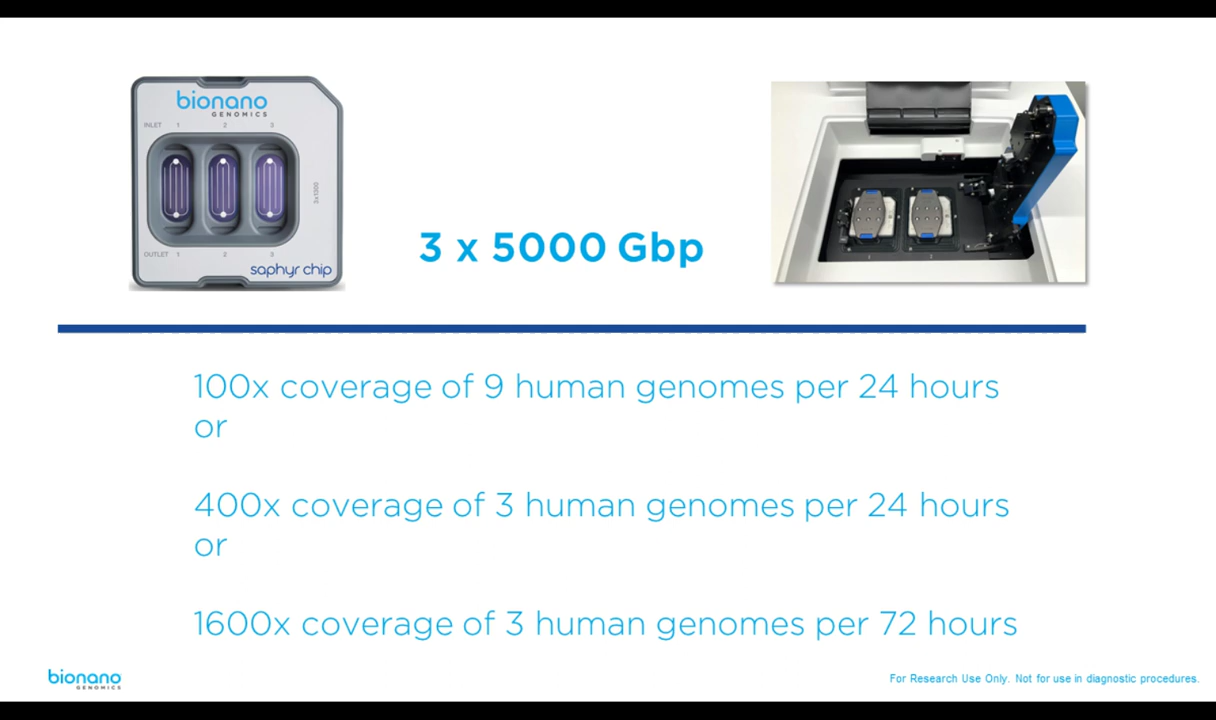 bionano
GENOMICS
INLET 1 2 3
3x1300
OUTLET 1 2 3
saphyr chip
3 x 5000 Gbp
100x coverage of 9 human genomes per 24 hours
or
400x coverage of 3 human genomes per 24 hours
or
1600x coverage of 3 human genomes per 72 hours
bionano
GENOMICS
For Research Use Only. Not for use in diagnostic procedures.